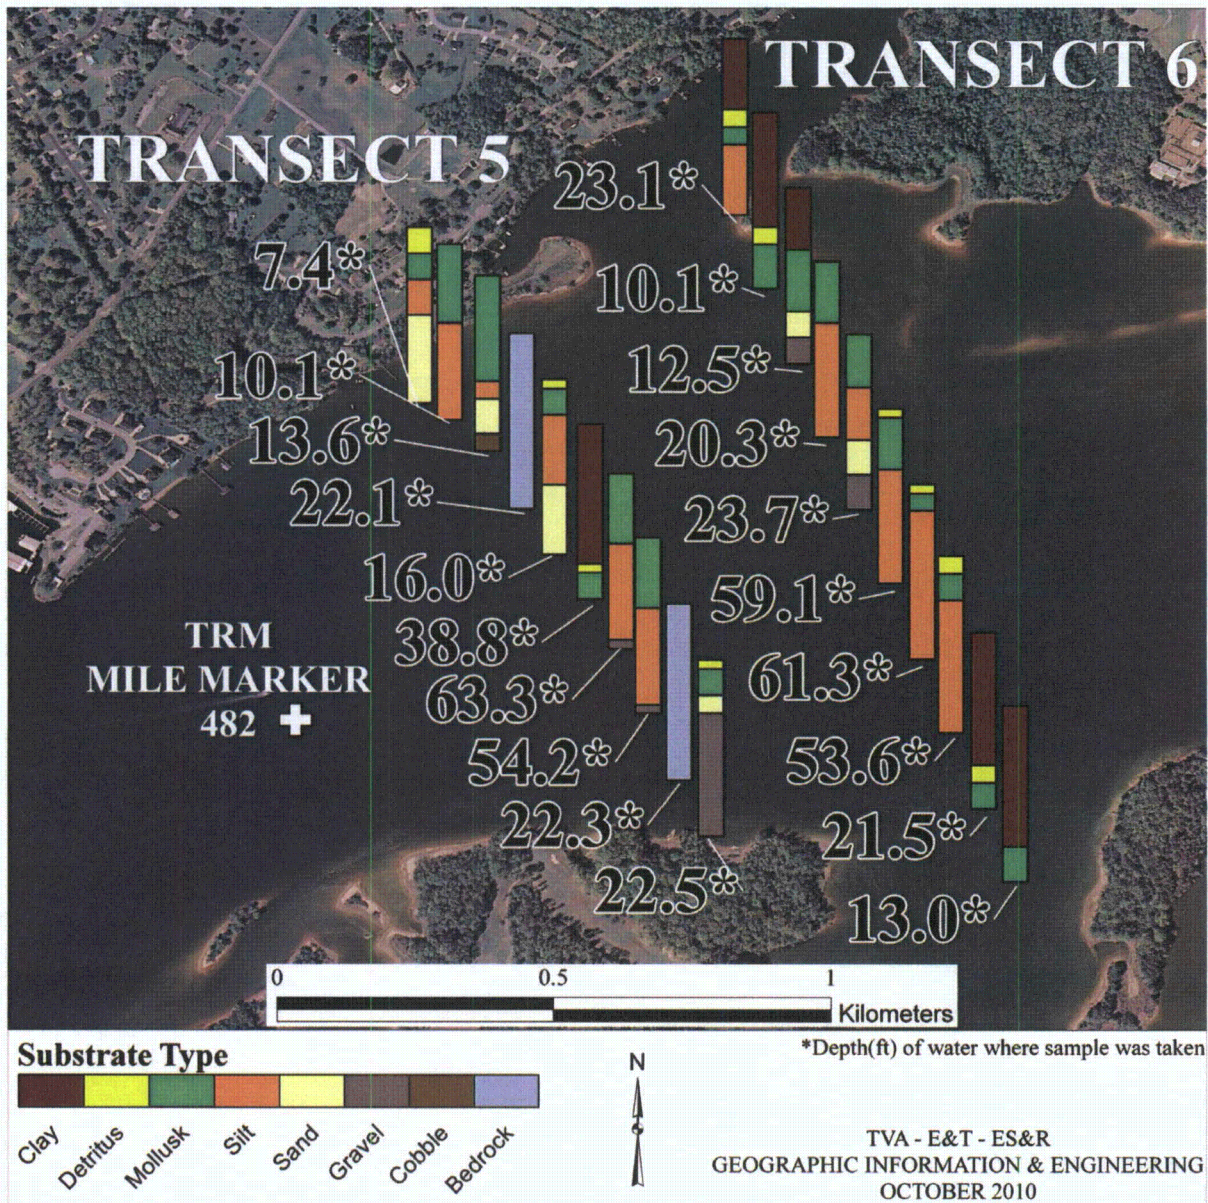 TRANSECT 6
TRANSECT 5
23.1*
7.4*
10.1*
10.1*
12.5*
13.6*
20.3*
22.1*
23.7*
16.0*
59.1*
38.8*
61.3*
63.3*
53.6*
54.2*
21.5*
22.3*
22.5*
13.0*
TRM
MILE MARKER
482
0 0.5 1
Kilometers
Substrate Type
*Depth(ft) of water where sample was taken
N
Clay Detritus Mollusk Silt Sand Gravel Cobble Bedrock
TVA - E&T - ES&R
GEOGRAPHIC INFORMATION & ENGINEERING
OCTOBER 2010